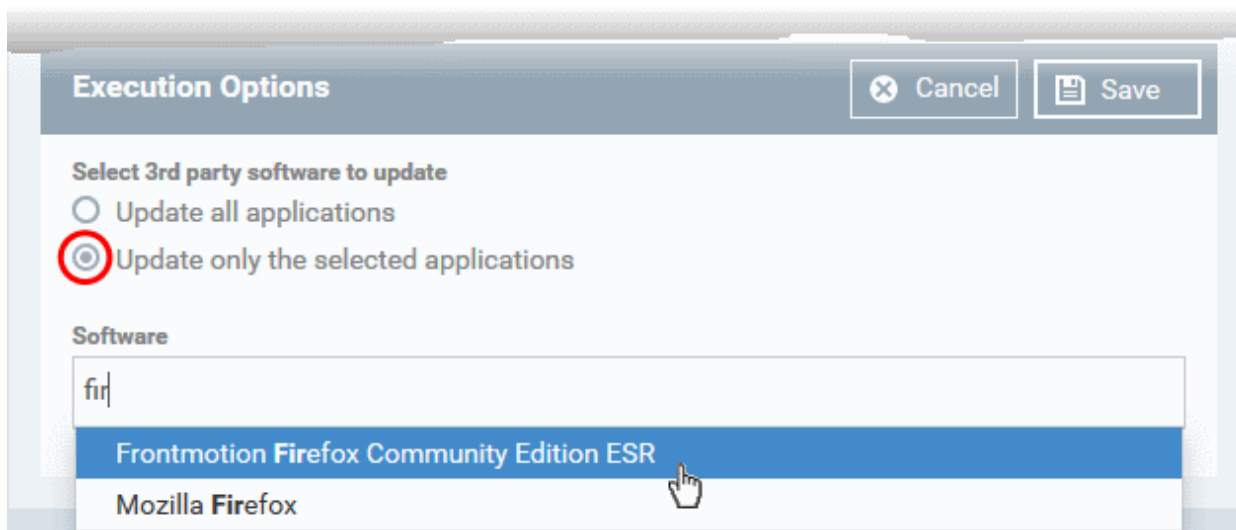 Execution Options
Cancel
Save
Select 3rd party software to update
Update all applications
Update only the selected applications
Software
fir
Frontmotion Firefox Community Edition ESR
Mozilla Firefox